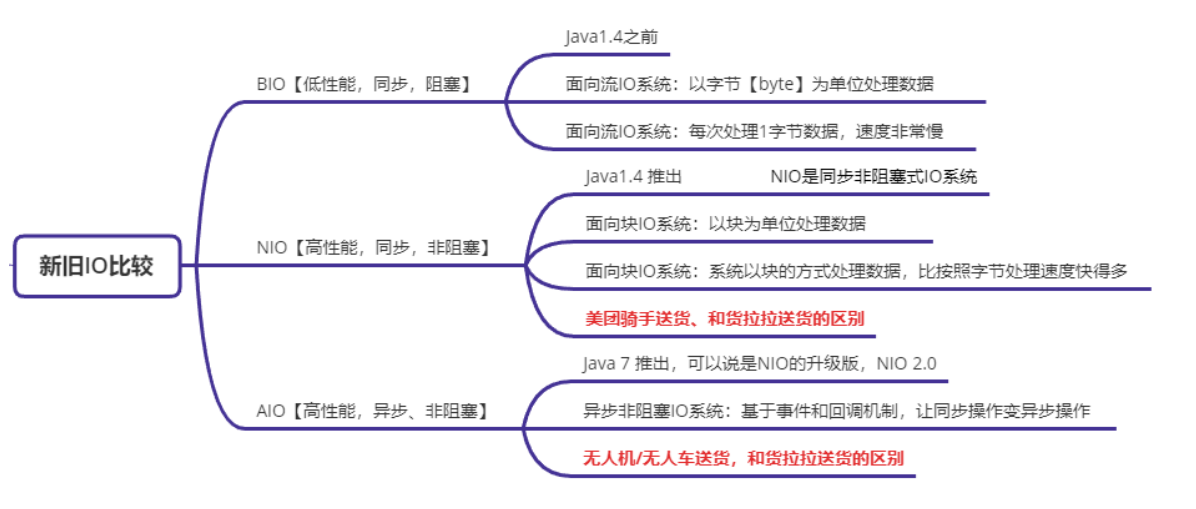 新旧IO比较
BIO【低性能，同步，阻塞】
Java1.4之前
面向流IO系统：以字节【byte】为单位处理数据
面向流IO系统：每次处理1字节数据，速度非常慢
NIO【高性能，同步，非阻塞】
Java1.4 推出 NIO是同步非阻塞式IO系统
面向块IO系统：以块为单位处理数据
面向块IO系统：系统以块的方式处理数据，比按照字节处理速度快得多
美团骑手送货、和货拉拉送货的区别
AIO【高性能，异步、非阻塞】
Java 7 推出，可以说是NIO的升级版，NIO 2.0
异步非阻塞IO系统：基于事件和回调机制，让同步操作变异步操作
无人机/无人车送货，和货拉拉送货的区别